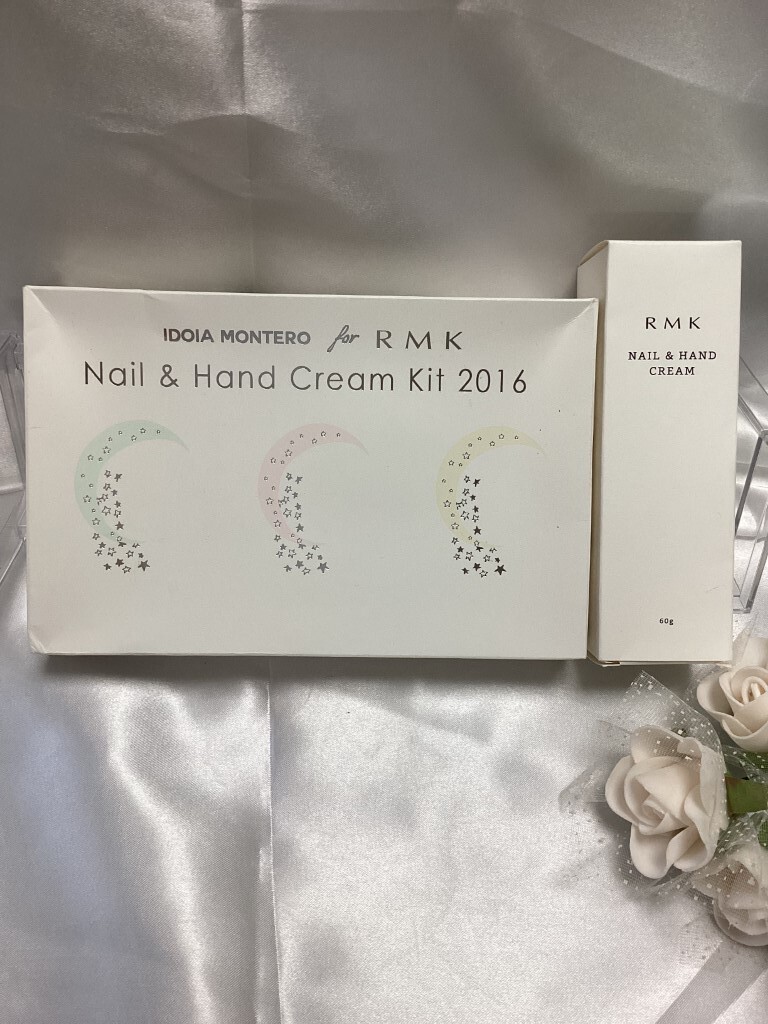 IDOIA MONTERO for RMK
Nail & Hand Cream Kit 2016
RMK
NAIL & HAND
CREAM
60g